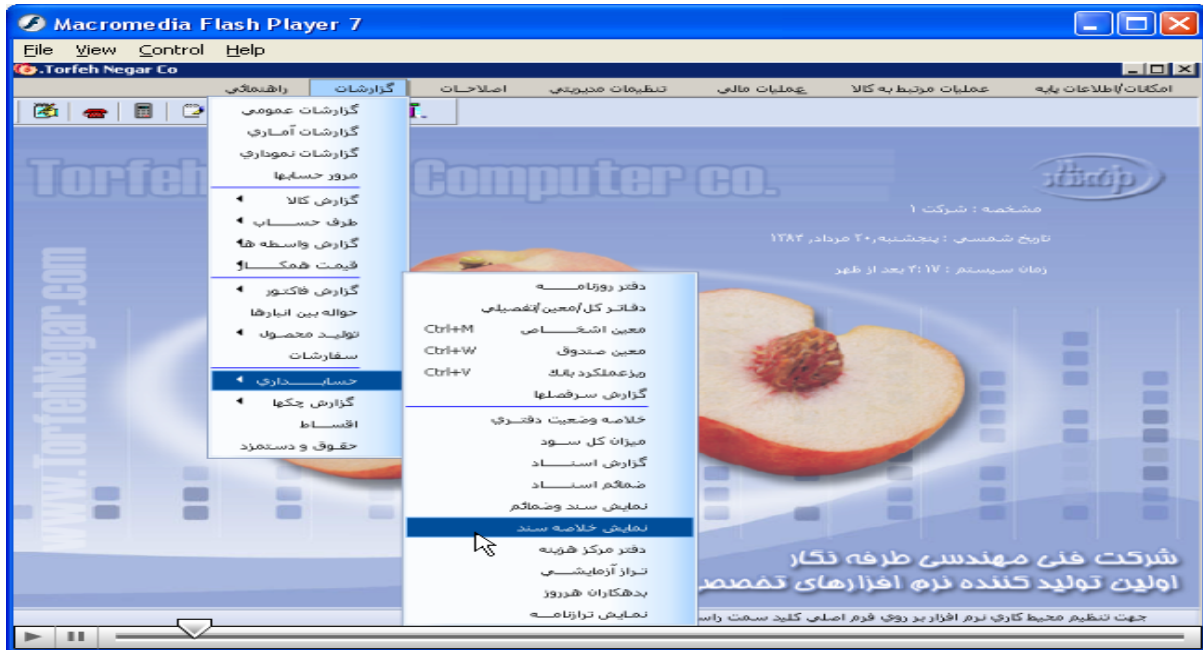 Macromedia Flash Player 7
File View Control Help
.Torfeh Negar Co
امکانات/اطلاعات پایه عملیات مرتبط به کالا عملیات مالی تنظیمات مدیریتی اصلاحات گزارشات راهنمائی
Torfeh Computer co.
www.TorfehNegar.com
مشخصه : شرکت ۱
تاریخ شمسی : پنجشنبه,۲۰ مرداد, ۱۳۸۴
زمان سیستم : ۲:۱۷ بعد از ظهر
گزارشات عمومی
گزارشات آماری
گزارشات نموداری
مرور حسابها
گزارش کالا
طرف حساب
گزارش واسطه ها
قیمت همکار
گزارش فاکتور
حواله بین انبارها
تولید محصول
سفارشات
حسابداری
گزارش چکها
اقساط
حقوق و دستمزد
دفتر روزنامه
دفاتر کل/معین/تفصیلی
معین اشخاص Ctrl+M
معین صندوق Ctrl+W
ریزعملکرد بانک Ctrl+V
گزارش سرفصلها
خلاصه وضعیت دفتری
میزان کل سود
گزارش اسناد
ضمائم اسناد
نمایش سند وضمائم
نمایش خلاصه سند
دفتر مرکز هزینه
تراز آزمایشی
بدهکاران هرروز
نمایش ترازنامه
شرکت فنی مهندسی طرفه نگار
اولین تولید کننده نرم افزارهای
جهت تنظیم محیط کاری نرم افزار بر روی فرم اصلی کلید سمت